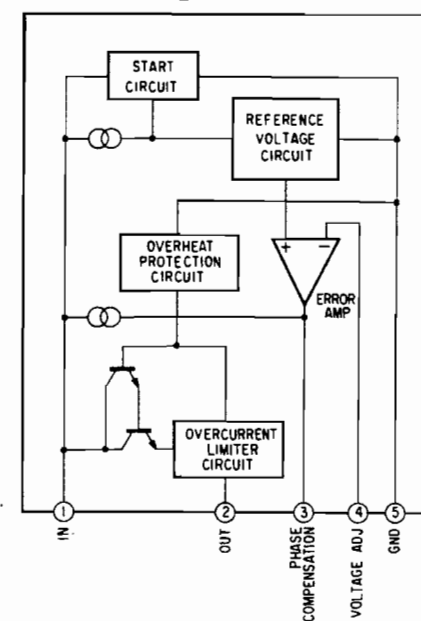 START
CIRCUIT
REFERENCE
VOLTAGE
CIRCUIT
OVERHEAT
PROTECTION
CIRCUIT
+
−
ERROR
AMP
OVERCURRENT
LIMITER
CIRCUIT
1
2
3
4
5
IN
OUT
PHASE
COMPENSATION
VOLTAGE ADJ
GND